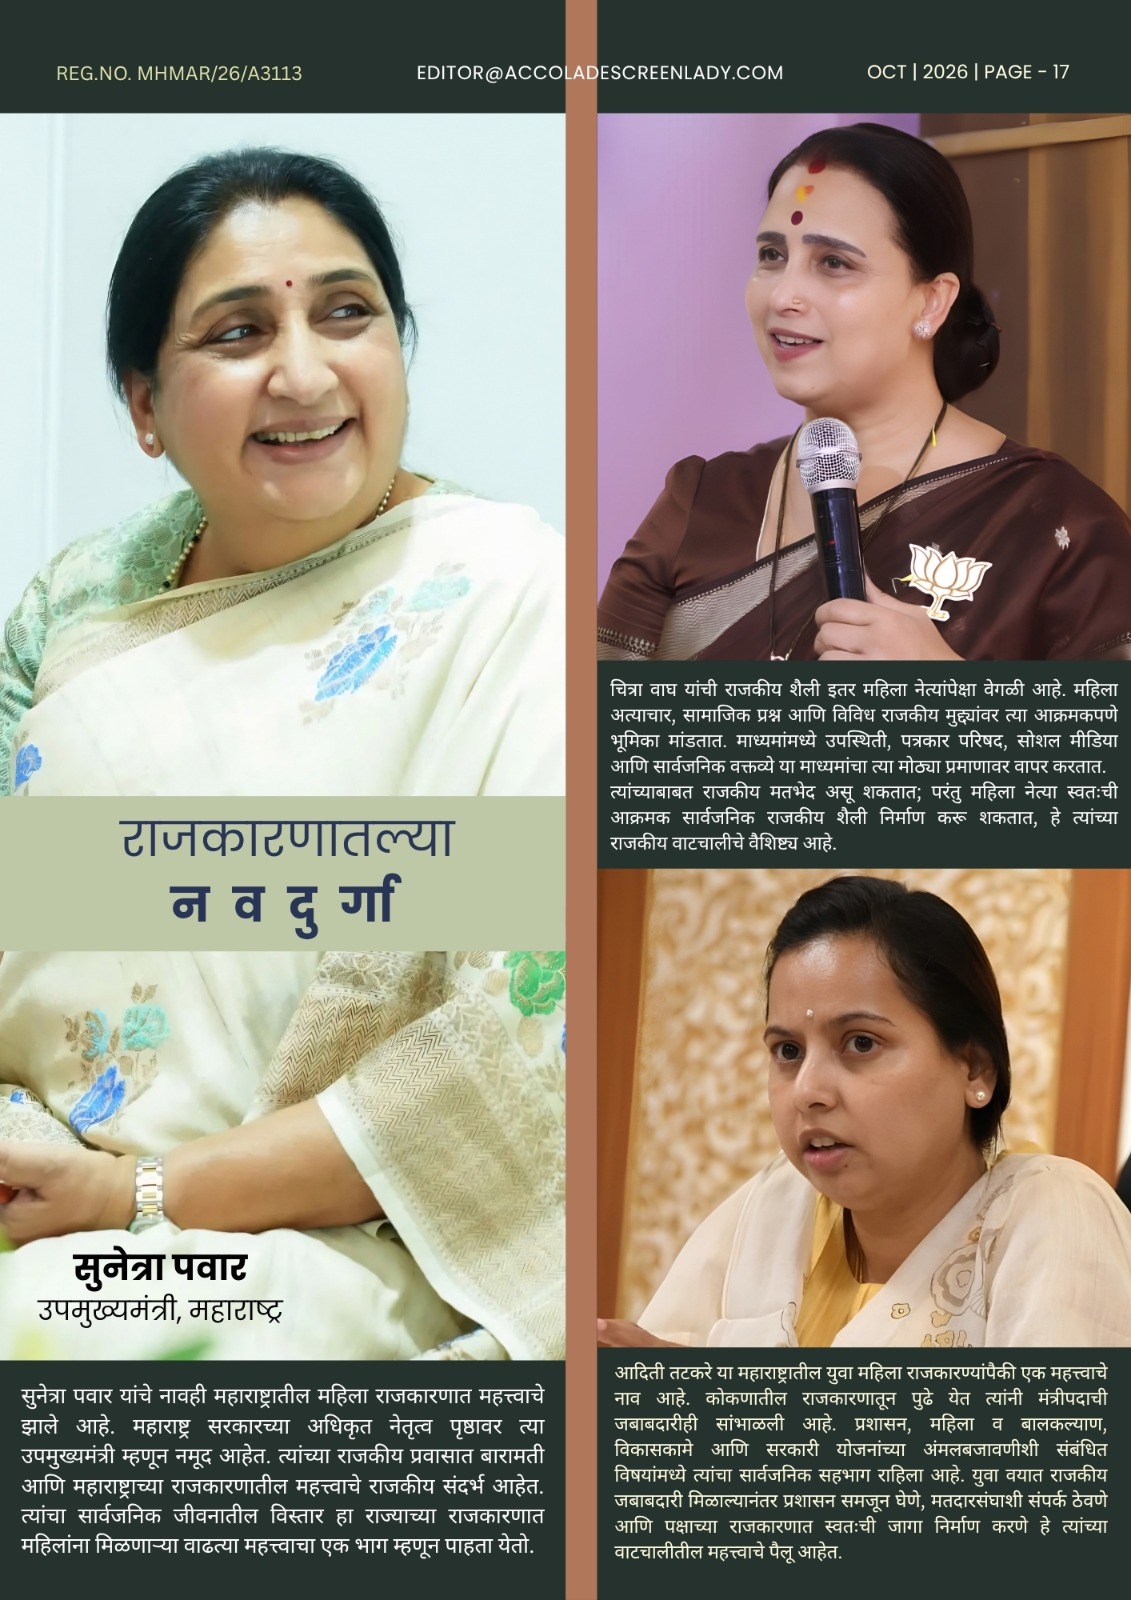 REG.NO. MHMAR/26/A3113
EDITOR@ACCOLADESCREENLADY.COM
OCT | 2026 | PAGE - 17
राजकारणातल्या
न व दु र्गा
सुनेत्रा पवार
उपमुख्यमंत्री, महाराष्ट्र
सुनेत्रा पवार यांचे नावही महाराष्ट्रातील महिला राजकारणात महत्त्वाचे
झाले आहे. महाराष्ट्र सरकारच्या अधिकृत नेतृत्व पृष्ठावर त्या
उपमुख्यमंत्री म्हणून नमूद आहेत. त्यांच्या राजकीय प्रवासात बारामती
आणि महाराष्ट्राच्या राजकारणातील महत्त्वाचे राजकीय संदर्भ आहेत.
त्यांचा सार्वजनिक जीवनातील विस्तार हा राज्याच्या राजकारणात
महिलांना मिळणाऱ्या वाढत्या महत्त्वाचा एक भाग म्हणून पाहता येतो.
चित्रा वाघ यांची राजकीय शैली इतर महिला नेत्यांपेक्षा वेगळी आहे. महिला
अत्याचार, सामाजिक प्रश्न आणि विविध राजकीय मुद्द्यांवर त्या आक्रमकपणे
भूमिका मांडतात. माध्यमांमध्ये उपस्थिती, पत्रकार परिषद, सोशल मीडिया
आणि सार्वजनिक वक्तव्ये या माध्यमांचा त्या मोठ्या प्रमाणावर वापर करतात.
त्यांच्याबाबत राजकीय मतभेद असू शकतात; परंतु महिला नेत्या स्वतःची
आक्रमक सार्वजनिक राजकीय शैली निर्माण करू शकतात, हे त्यांच्या
राजकीय वाटचालीचे वैशिष्ट्य आहे.
आदिती तटकरे या महाराष्ट्रातील युवा महिला राजकारण्यांपैकी एक महत्त्वाचे
नाव आहे. कोकणातील राजकारणातून पुढे येत त्यांनी मंत्रीपदाची
जबाबदारीही सांभाळली आहे. प्रशासन, महिला व बालकल्याण,
विकासकामे आणि सरकारी योजनांच्या अंमलबजावणीशी संबंधित
विषयांमध्ये त्यांचा सार्वजनिक सहभाग राहिला आहे. युवा वयात राजकीय
जबाबदारी मिळाल्यानंतर प्रशासन समजून घेणे, मतदारसंघाशी संपर्क ठेवणे
आणि पक्षाच्या राजकारणात स्वतःची जागा निर्माण करणे हे त्यांच्या
वाटचालीतील महत्त्वाचे पैलू आहेत.